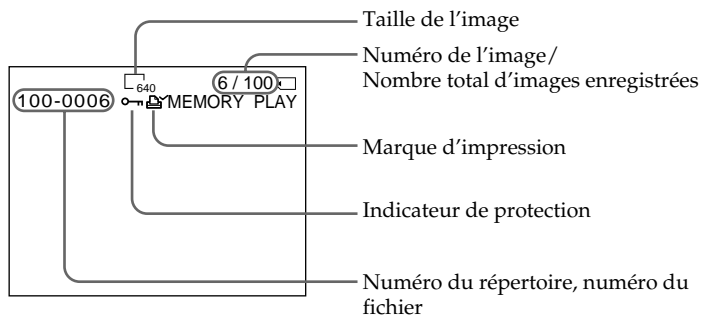 Taille de l’image
Numéro de l’image/
Nombre total d’images enregistrées
640
6 / 100
100-0006
MEMORY PLAY
Marque d’impression
Indicateur de protection
Numéro du répertoire, numéro du
fichier